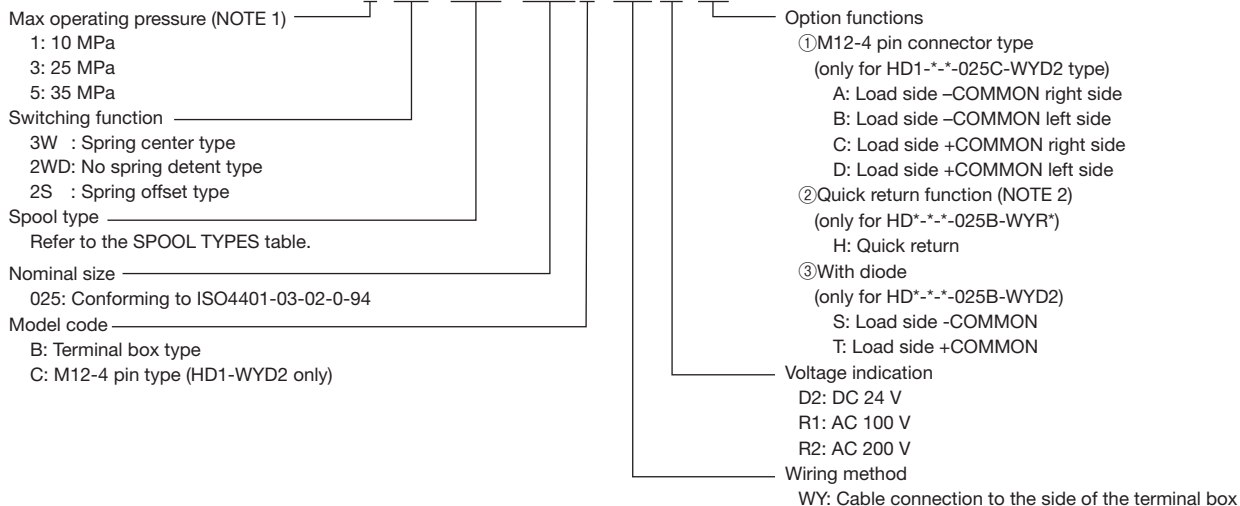 Max operating pressure (NOTE 1)
1: 10 MPa
3: 25 MPa
5: 35 MPa
Switching function
3W : Spring center type
2WD: No spring detent type
2S : Spring offset type
Spool type
Refer to the SPOOL TYPES table.
Nominal size
025: Conforming to ISO4401-03-02-0-94
Model code
B: Terminal box type
C: M12-4 pin type (HD1-WYD2 only)
Option functions
①M12-4 pin connector type
(only for HD1-*-*-025C-WYD2 type)
A: Load side –COMMON right side
B: Load side –COMMON left side
C: Load side +COMMON right side
D: Load side +COMMON left side
②Quick return function (NOTE 2)
(only for HD*-*-*-025B-WYR*)
H: Quick return
③With diode
(only for HD*-*-*-025B-WYD2)
S: Load side -COMMON
T: Load side +COMMON
Voltage indication
D2: DC 24 V
R1: AC 100 V
R2: AC 200 V
Wiring method
WY: Cable connection to the side of the terminal box